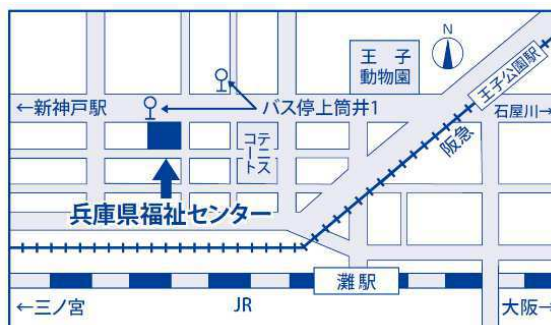 N
王子
動物園
王子公園駅
←新神戸駅
バス停上筒井1
石屋川→
テニス
コート
阪急
兵庫県福祉センター
灘駅
←三ノ宮
JR
大阪→